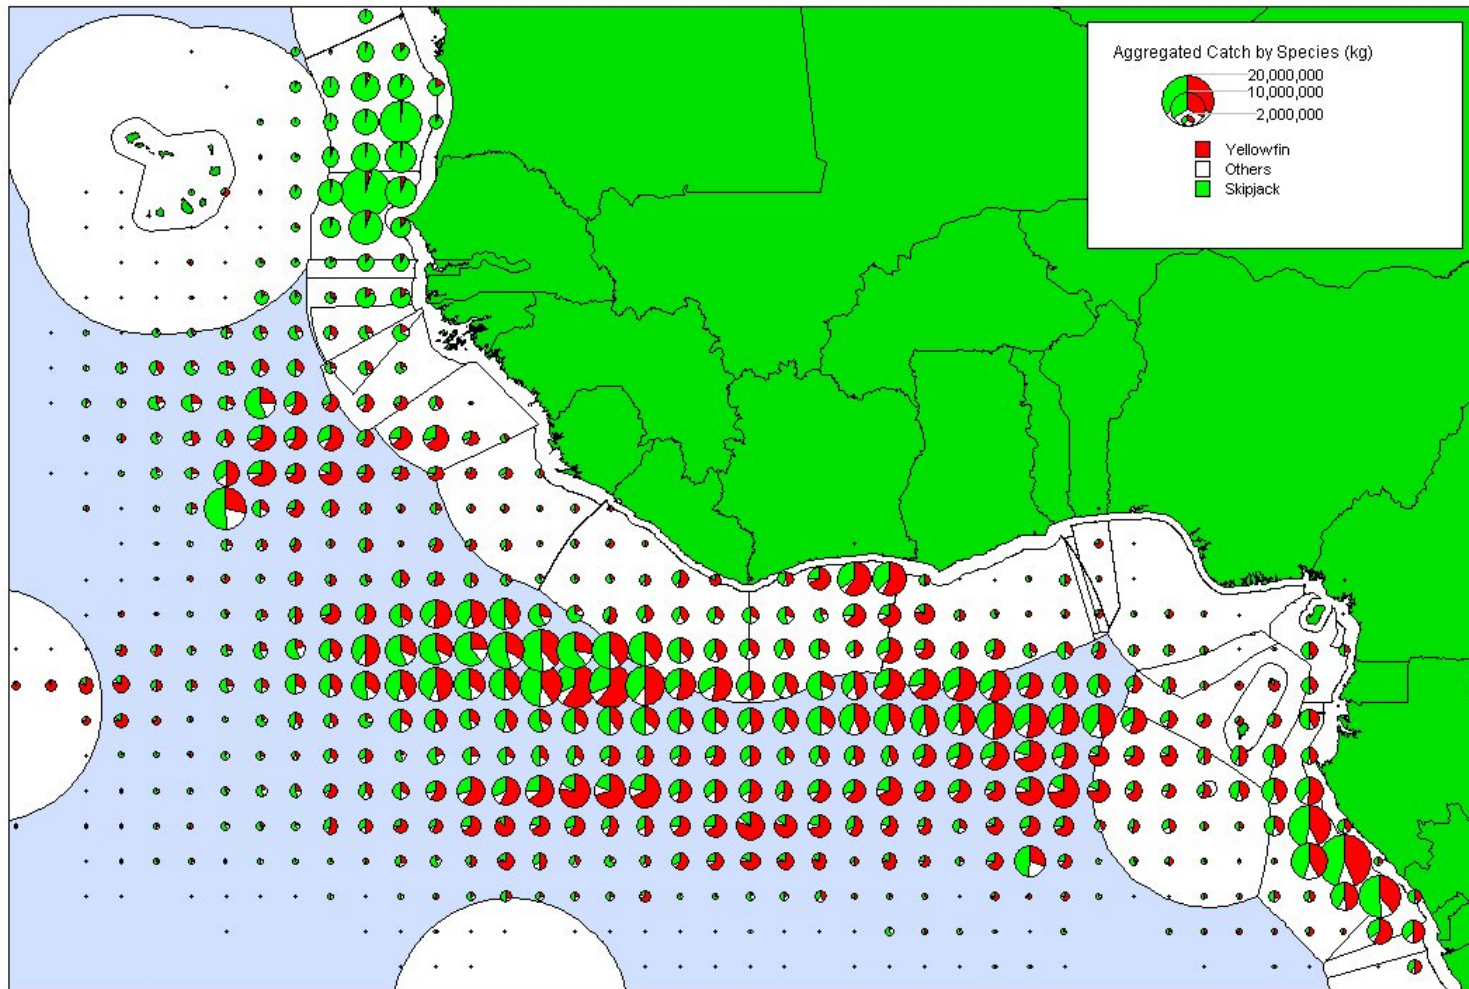 Aggregated Catch by Species (kg)
20,000,000
10,000,000
2,000,000
Yellowfin
Others
Skipjack